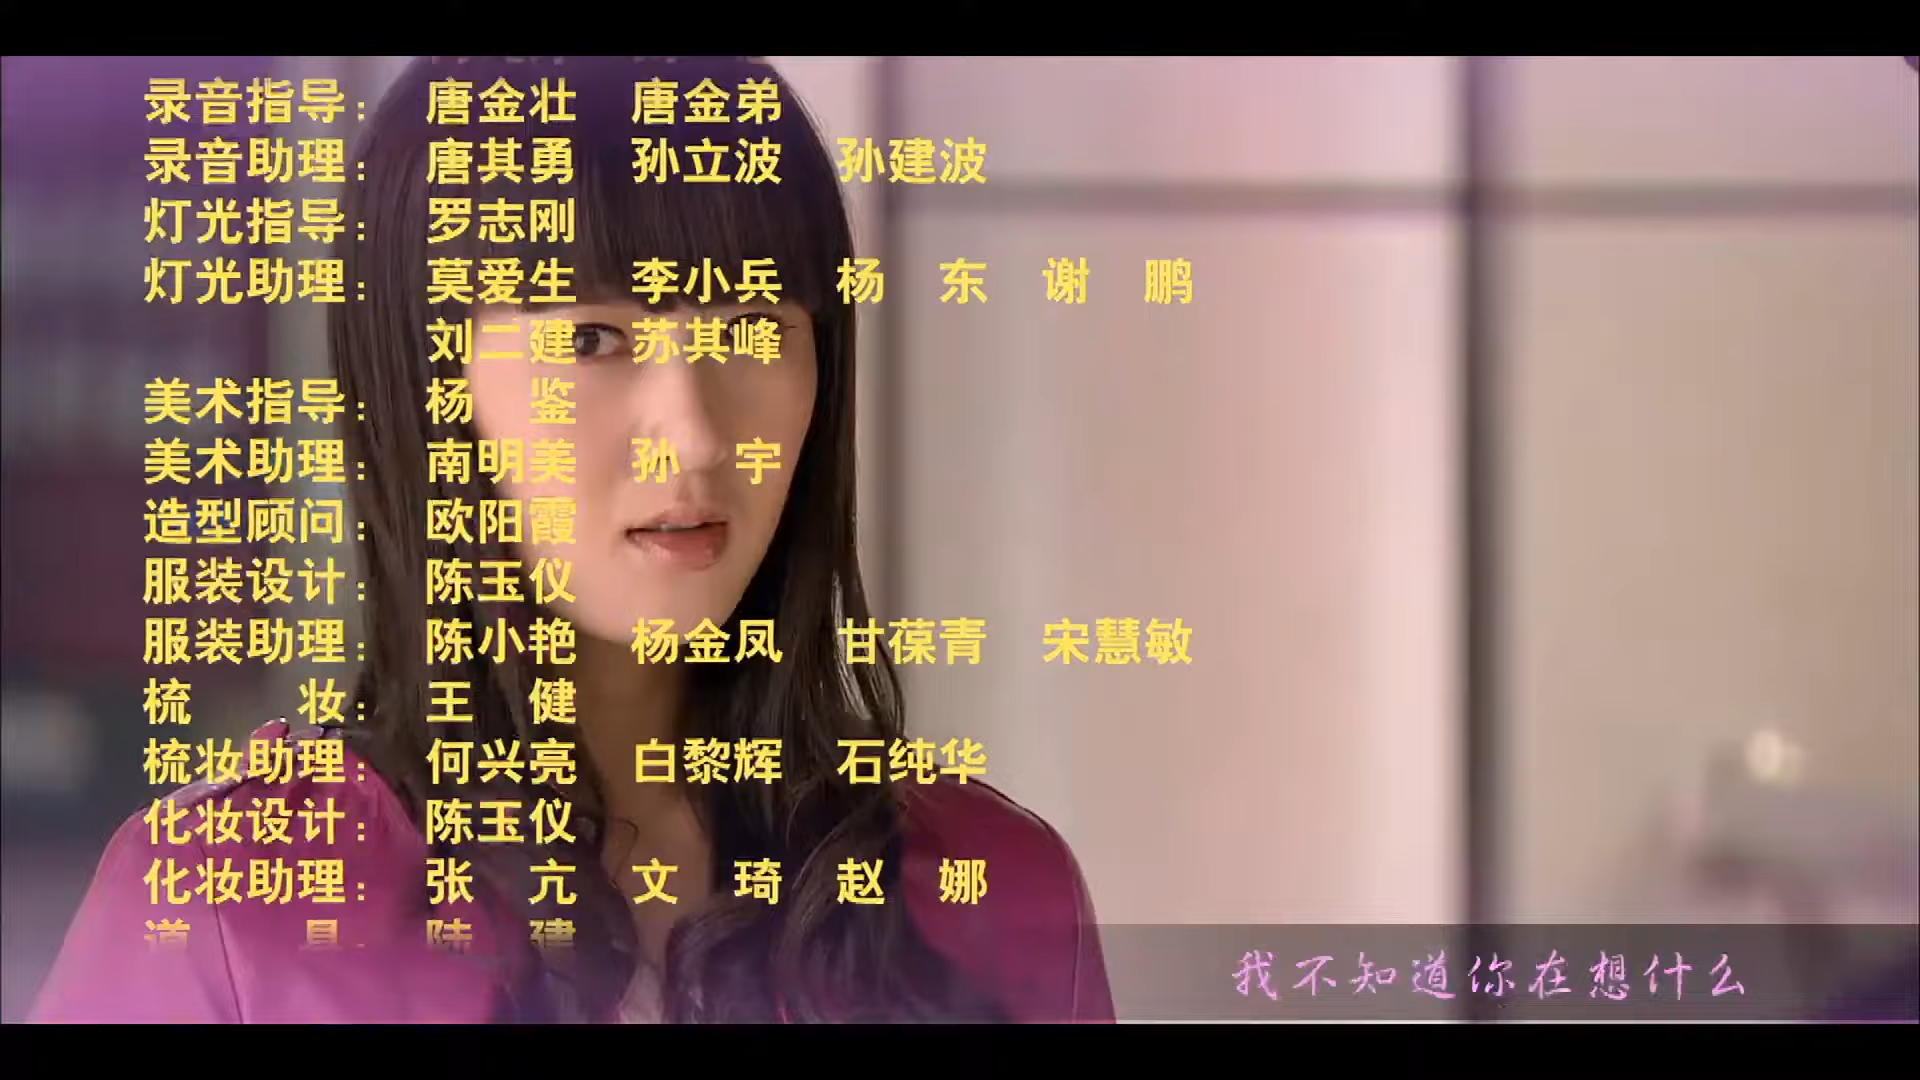 录音指导： 唐金壮 唐金弟
录音助理： 唐其勇 孙立波 孙建波
灯光指导： 罗志刚
灯光助理： 莫爱生 李小兵 杨 东 谢 鹏
刘二建 苏其峰
美术指导： 杨 鉴
美术助理： 南明美 孙 宇
造型顾问： 欧阳霞
服装设计： 陈玉仪
服装助理： 陈小艳 杨金凤 甘葆青 宋慧敏
梳 妆： 王 健
梳妆助理： 何兴亮 白黎辉 石纯华
化妆设计： 陈玉仪
化妆助理： 张 亢 文 琦 赵 娜
道 具： 陆 建
我不知道你在想什么